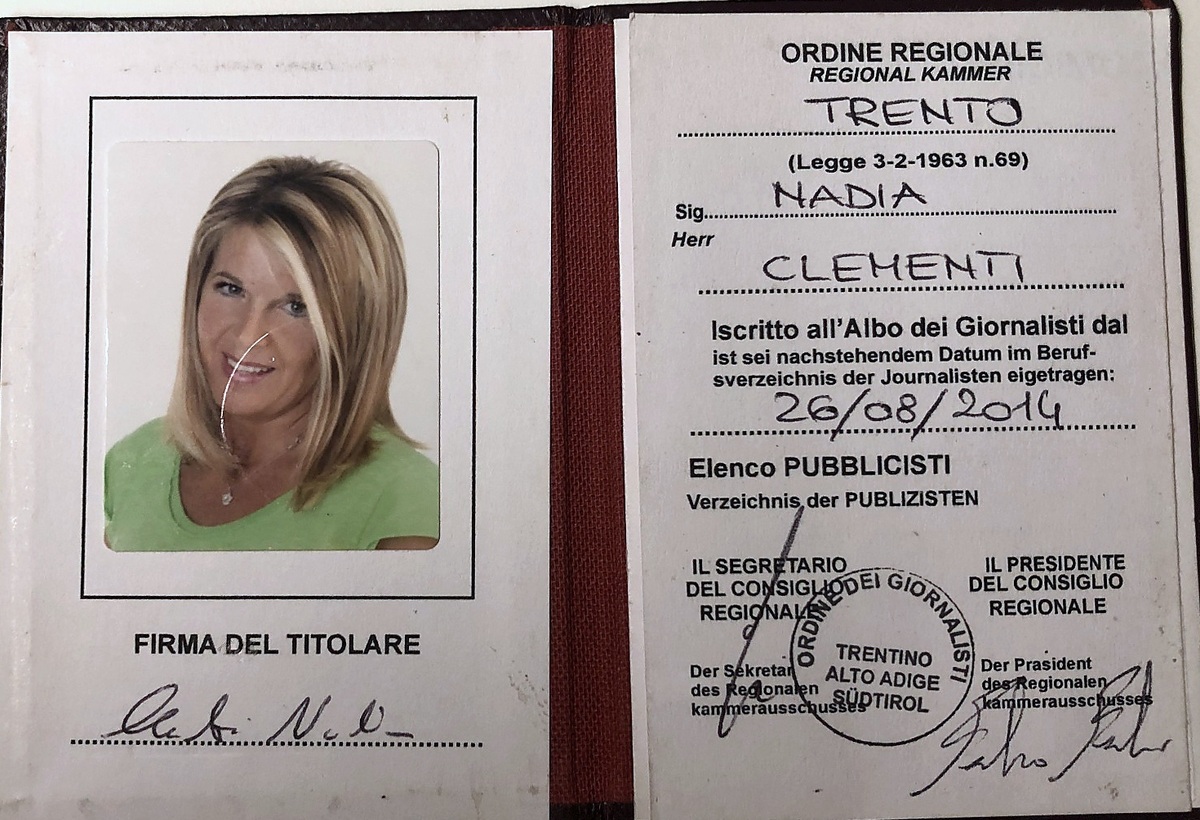 FIRMA DEL TITOLARE
ORDINE REGIONALE
REGIONAL KAMMER
TRENTO
(Legge 3-2-1963 n.69)
Sig. NADIA
Herr
CLEMENTI
Iscritto all'Albo dei Giornalisti dal
ist sei nachstehendem Datum im Beruf-
sverzeichnis der Journalisten eigetragen:
26/08/2014
Elenco PUBBLICISTI
Verzeichnis der PUBLIZISTEN
IL SEGRETARIO
DEL CONSIGLIO
REGIONALE
Der Sekretar
des Regionalen
kammerausschusses
ORDINE DEI GIORNALISTI
TRENTINO
ALTO ADIGE
SÜDTIROL
IL PRESIDENTE
DEL CONSIGLIO
REGIONALE
Der Prasident
des Regionalen
kammerausschusses